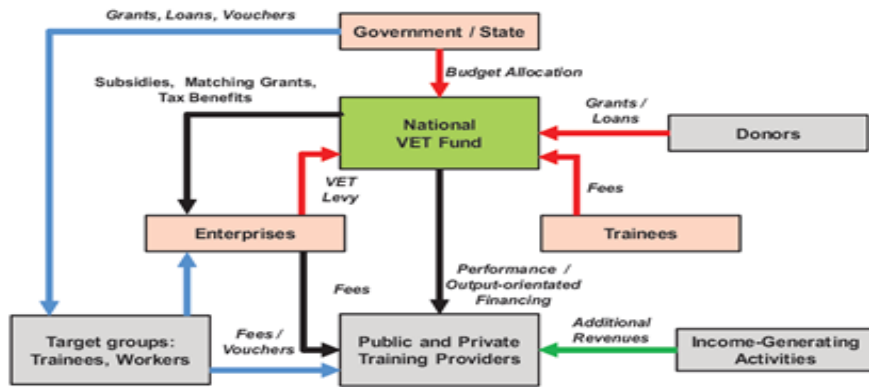 Grants, Loans, Vouchers
Government / State
Budget Allocation
Subsidies, Matching Grants,
Tax Benefits
National
VET Fund
Grants /
Loans
Donors
VET
Levy
Fees
Enterprises
Trainees
Fees
Performance /
Output-orientated
Financing
Target groups:
Trainees, Workers
Fees /
Vouchers
Public and Private
Training Providers
Additional
Revenues
Income-Generating
Activities